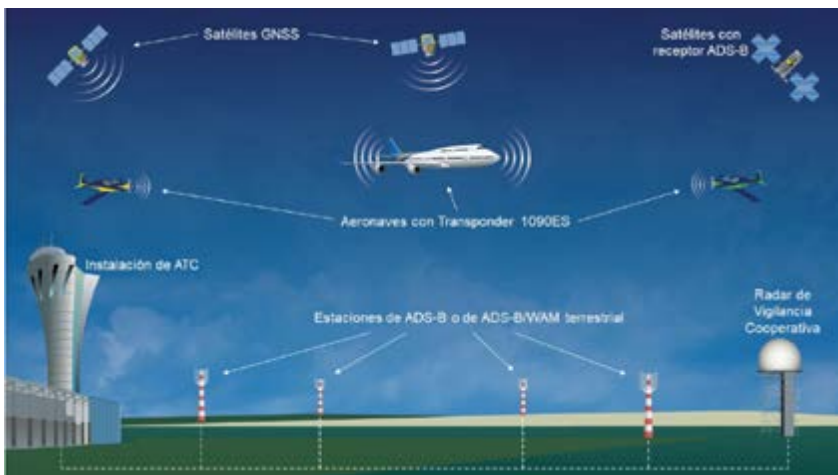 Satélites GNSS
Satélites con
receptor ADS-B
Aeronaves con Transponder 1090ES
Instalación de ATC
Estaciones de ADS-B o de ADS-B/WAM terrestrial
Radar de
Vigilancia
Cooperativa